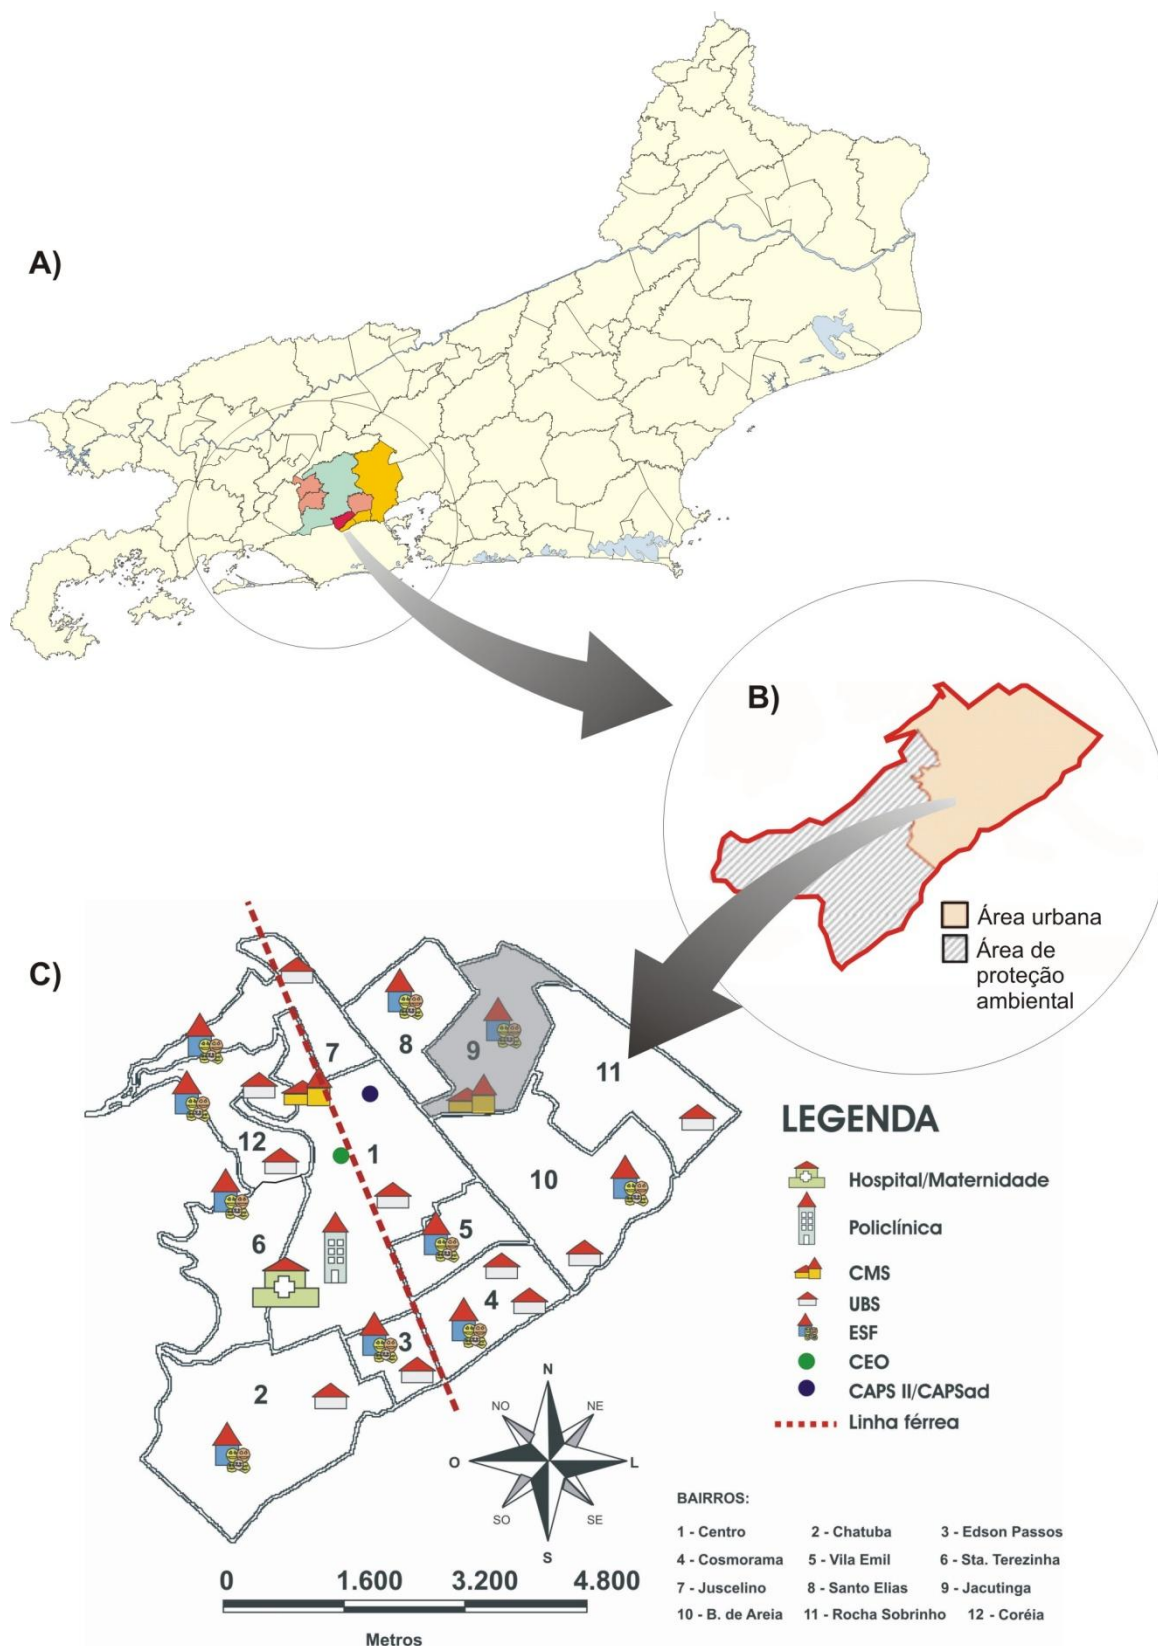 A)
B)
Área urbana
Área de
proteção
ambiental
C)
7
8
9
11
12
1
10
6
5
4
3
2
LEGENDA
Hospital/Maternidade
Policlínica
CMS
UBS
ESF
CEO
CAPS II/CAPSad
Linha férrea
N
NO
NE
O
L
SO
SE
S
BAIRROS:
1 - Centro 2 - Chatuba 3 - Edson Passos
4 - Cosmorama 5 - Vila Emil 6 - Sta. Terezinha
7 - Juscelino 8 - Santo Elias 9 - Jacutinga
10 - B. de Areia 11 - Rocha Sobrinho 12 - Coréia
0 1.600 3.200 4.800
Metros